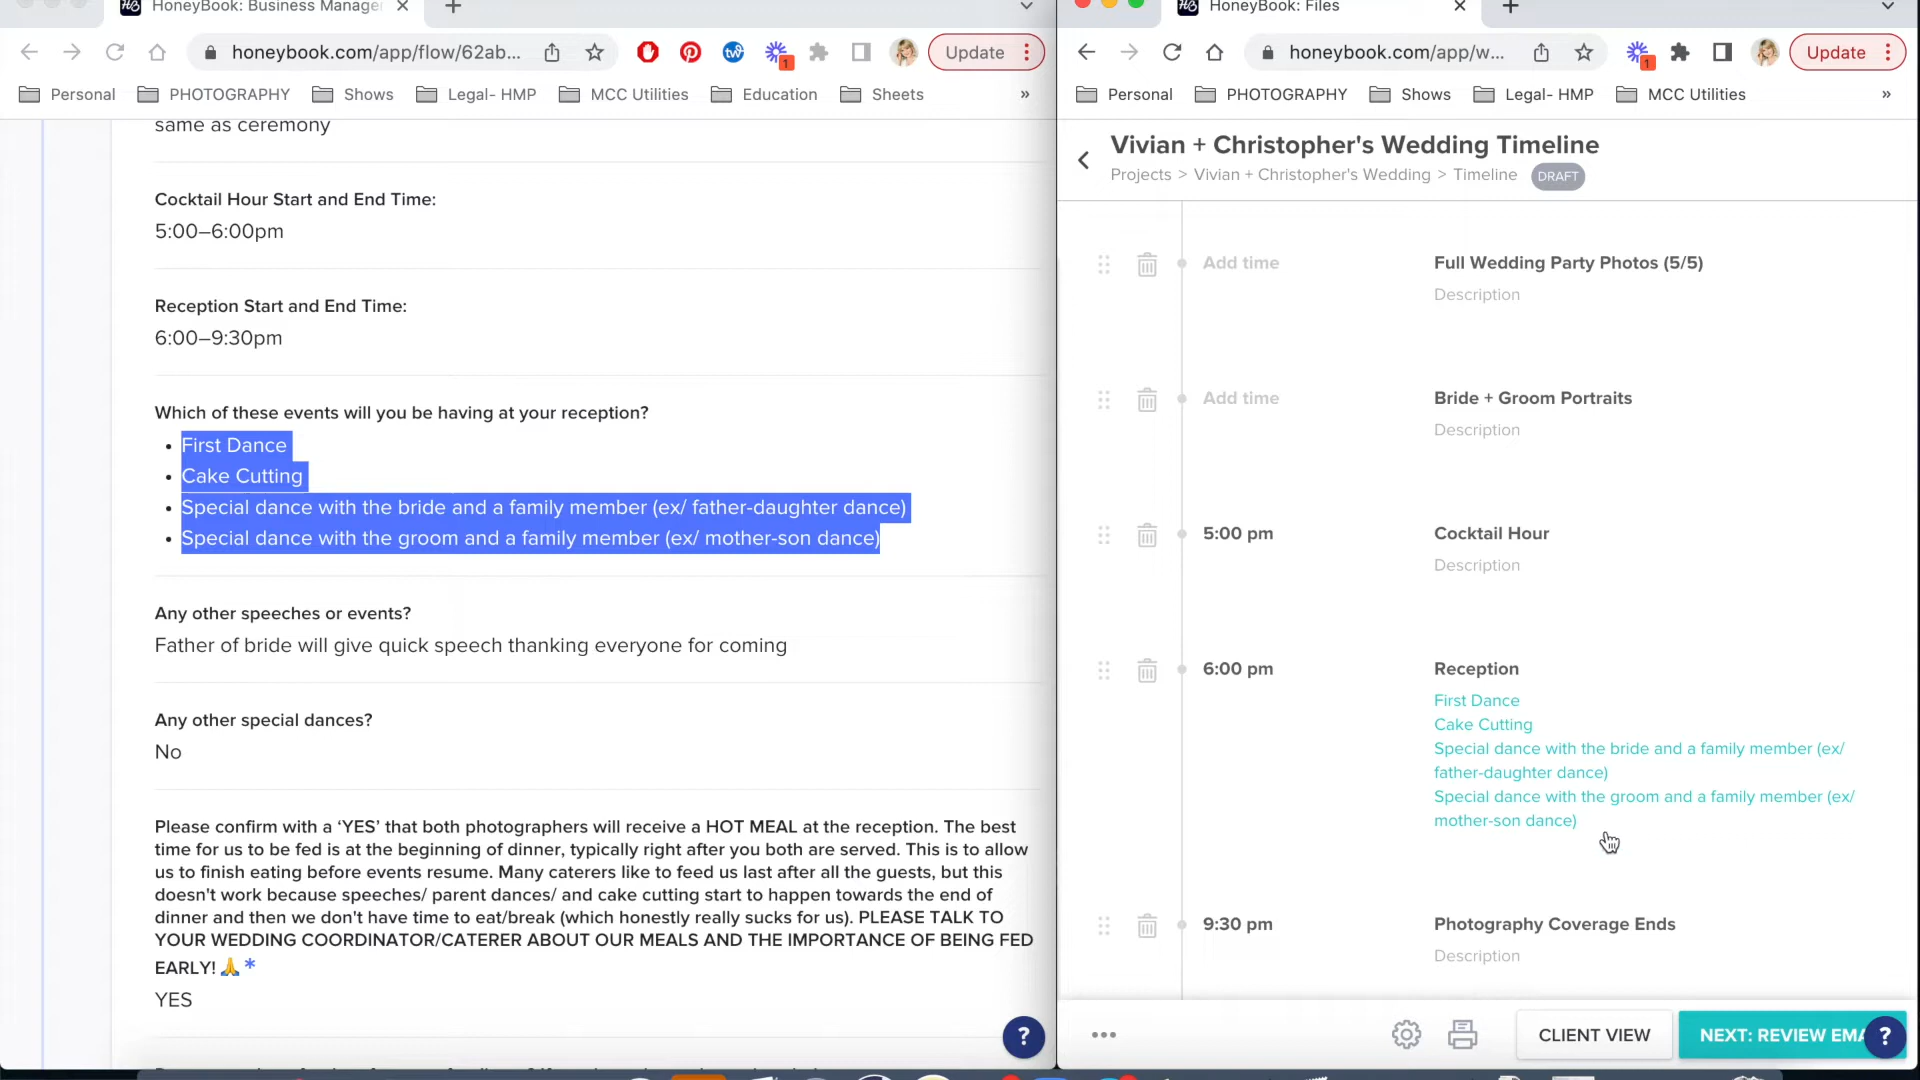 HoneyBook: Business Manager
honeybook.com/app/flow/62ab...
Update
Personal
PHOTOGRAPHY
Shows
Legal- HMP
MCC Utilities
Education
Sheets
»
same as ceremony
Cocktail Hour Start and End Time:
5:00–6:00pm
Reception Start and End Time:
6:00–9:30pm
Which of these events will you be having at your reception?
• First Dance
• Cake Cutting
• Special dance with the bride and a family member (ex/ father-daughter dance)
• Special dance with the groom and a family member (ex/ mother-son dance)
Any other speeches or events?
Father of bride will give quick speech thanking everyone for coming
Any other special dances?
No
Please confirm with a ‘YES’ that both photographers will receive a HOT MEAL at the reception. The best
time for us to be fed is at the beginning of dinner, typically right after you both are served. This is to allow
us to finish eating before events resume. Many caterers like to feed us last after all the guests, but this
doesn't work because speeches/ parent dances/ and cake cutting start to happen towards the end of
dinner and then we don't have time to eat/break (which honestly really sucks for us). PLEASE TALK TO
YOUR WEDDING COORDINATOR/CATERER ABOUT OUR MEALS AND THE IMPORTANCE OF BEING FED
EARLY! 🙏 *
YES
?
HoneyBook: Files
honeybook.com/app/w...
1
Update
Personal
PHOTOGRAPHY
Shows
Legal- HMP
MCC Utilities
»
Vivian + Christopher's Wedding Timeline
Projects > Vivian + Christopher's Wedding > Timeline DRAFT
Add time
Full Wedding Party Photos (5/5)
Description
Add time
Bride + Groom Portraits
Description
5:00 pm
Cocktail Hour
Description
6:00 pm
Reception
First Dance
Cake Cutting
Special dance with the bride and a family member (ex/
father-daughter dance)
Special dance with the groom and a family member (ex/
mother-son dance)
9:30 pm
Photography Coverage Ends
Description
CLIENT VIEW
NEXT: REVIEW EMA
?